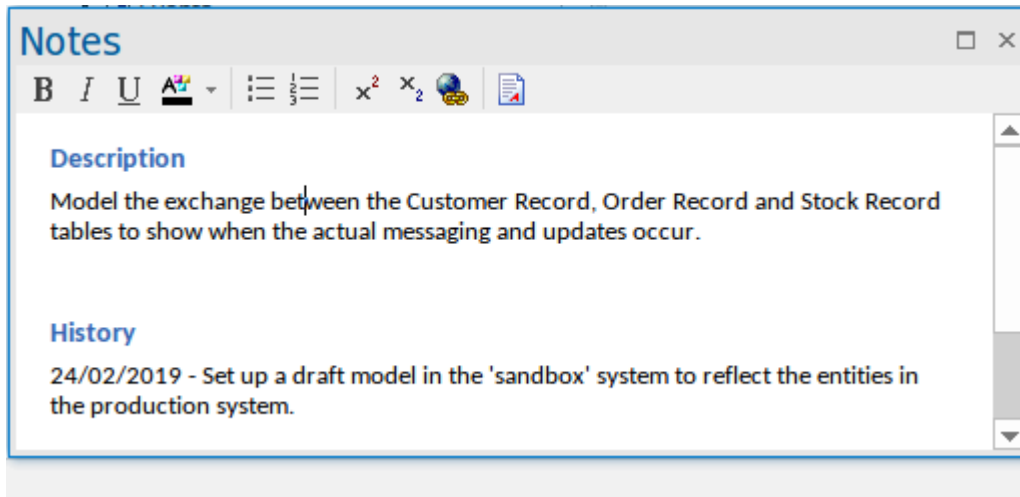 Notes
B I U A x² x₂
Description
Model the exchange between the Customer Record, Order Record and Stock Record
tables to show when the actual messaging and updates occur.
History
24/02/2019 - Set up a draft model in the 'sandbox' system to reflect the entities in
the production system.